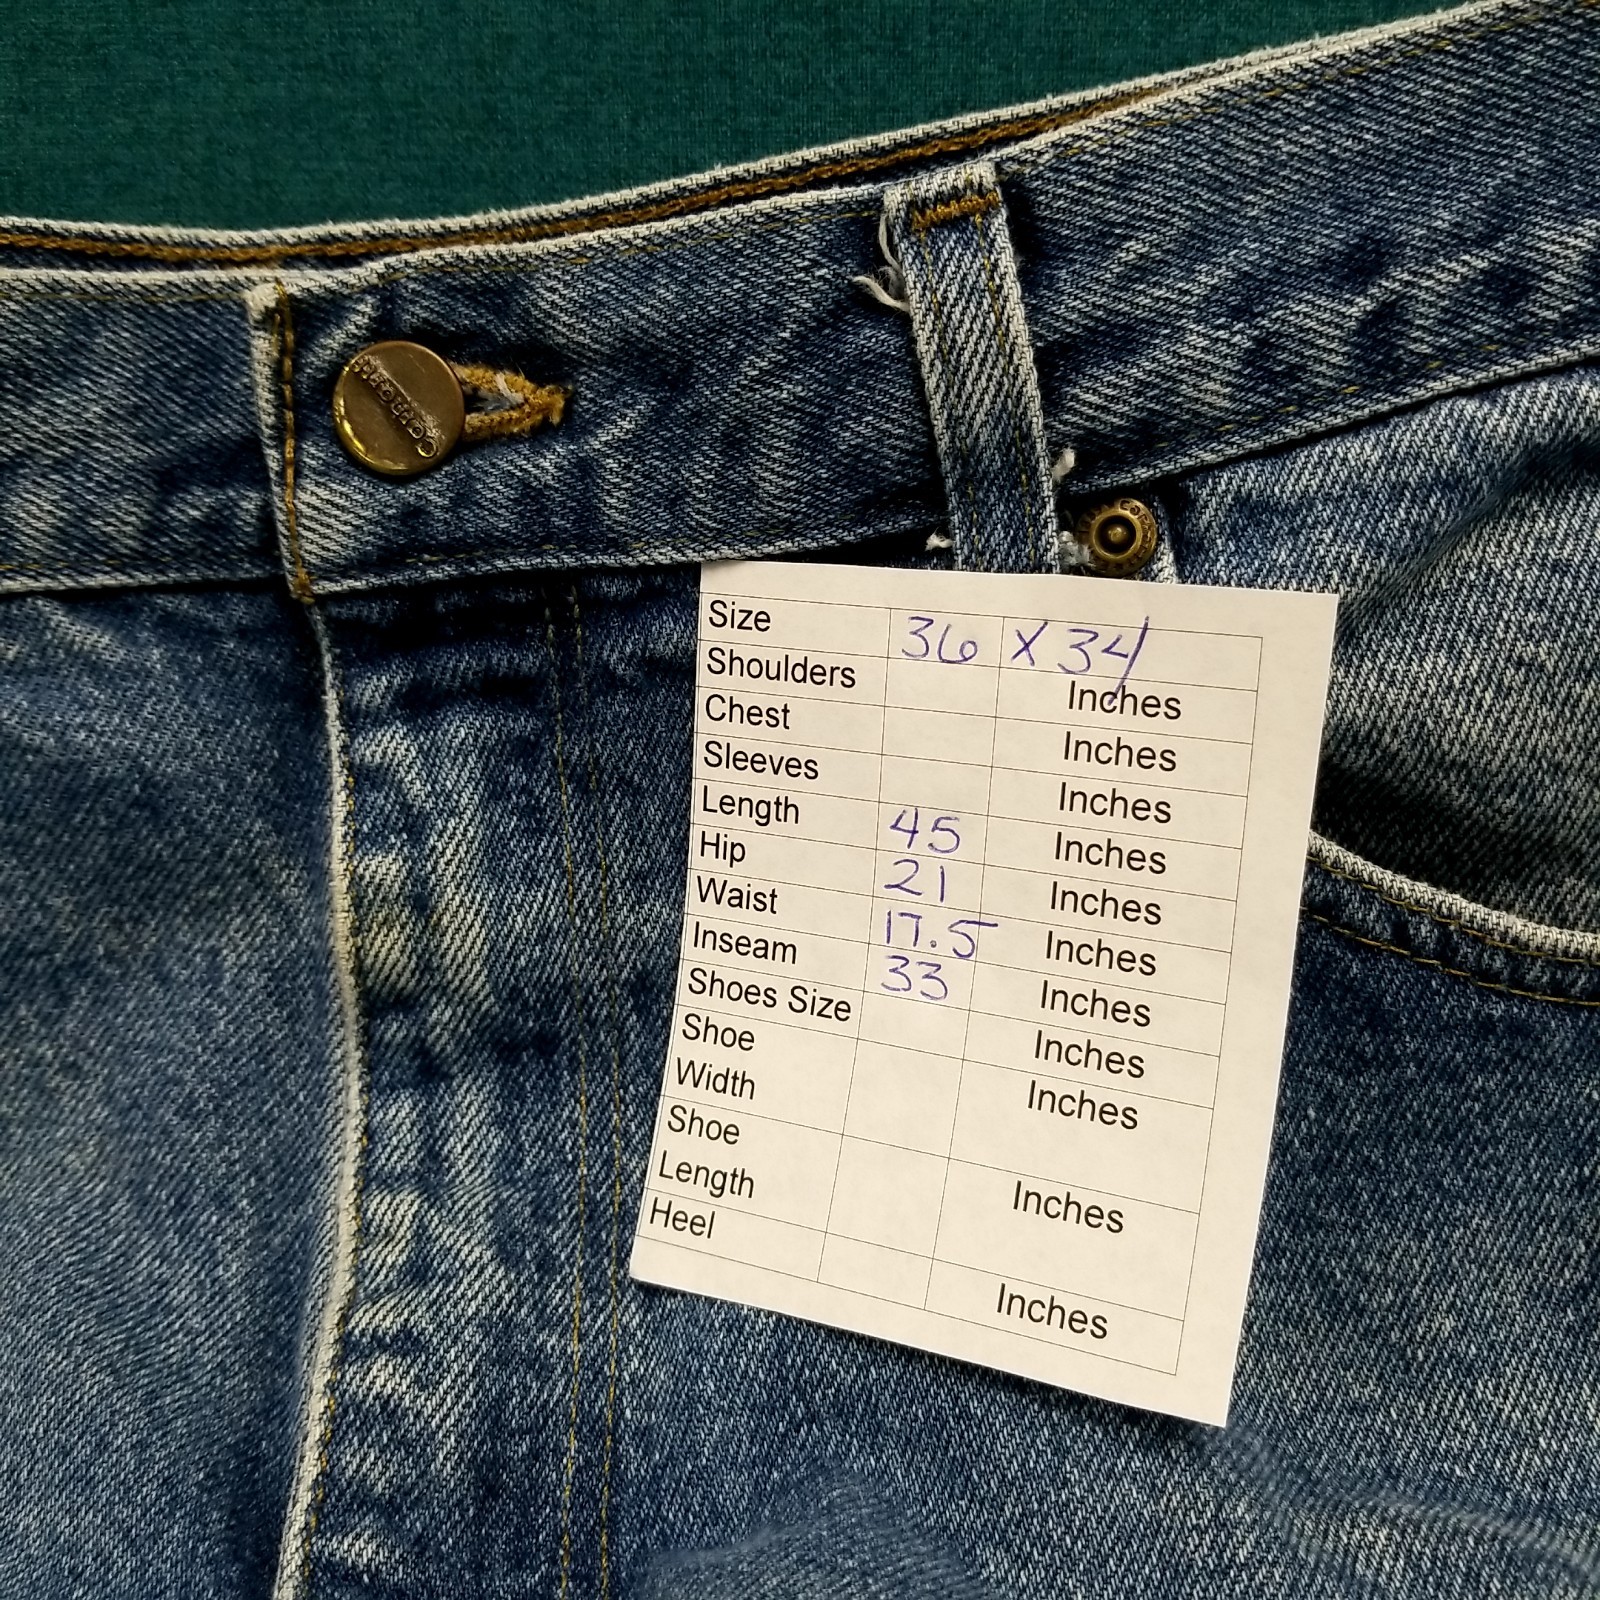 Carhartt
Size 36 X 34
Shoulders Inches
Chest Inches
Sleeves Inches
Length 45 Inches
Hip 21 Inches
Waist 17.5 Inches
Inseam 33 Inches
Shoes Size Inches
Shoe
Width Inches
Shoe
Length Inches
Heel Inches